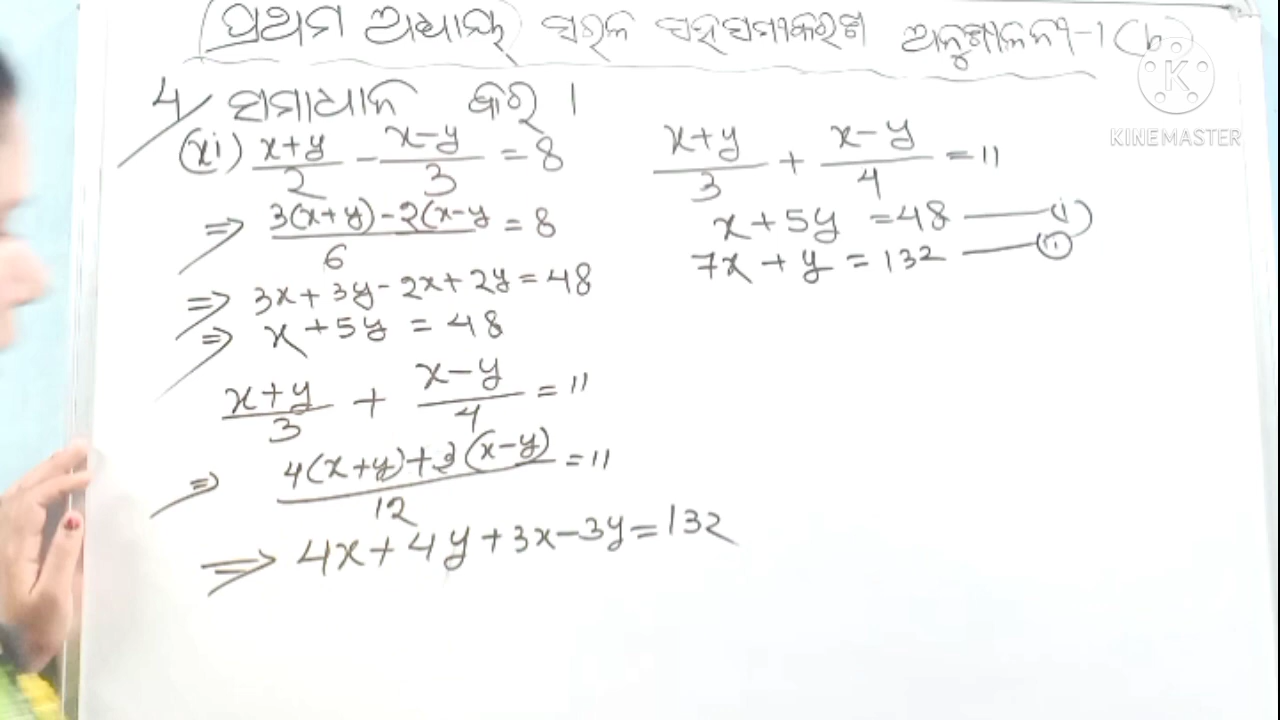 ପ୍ରଥମ ଅଧ୍ୟାୟ ସରଳ ସହସମୀକରଣ ଅନୁଶୀଳନୀ-1(b)
4/ ସମାଧାନ କର ।
(xi) x+y/2 - x-y/3 = 8
⇒ 3(x+y)-2(x-y/6 = 8
⇒ 3x+3y-2x+2y=48
⇒ x+5y = 48
x+y/3 + x-y/4 = 11
⇒ 4(x+y)+3(x-y)/12 = 11
⇒ 4x+4y+3x-3y=132
x+y/3 + x-y/4 = 11
x+5y = 48 — (i)
7x+y = 132 —
K
KINEMASTER